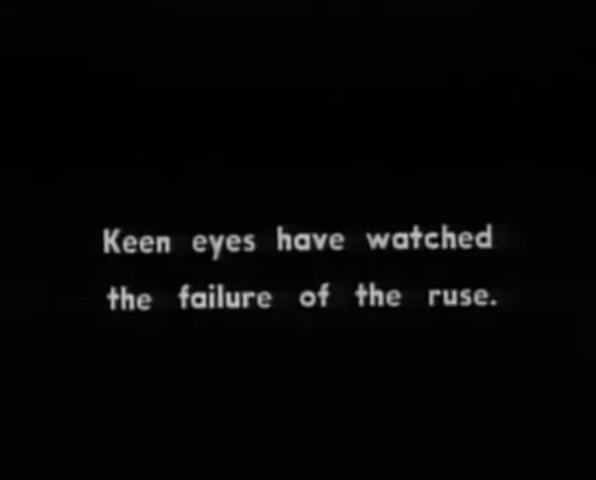 Keen eyes have watched
the failure of the ruse.